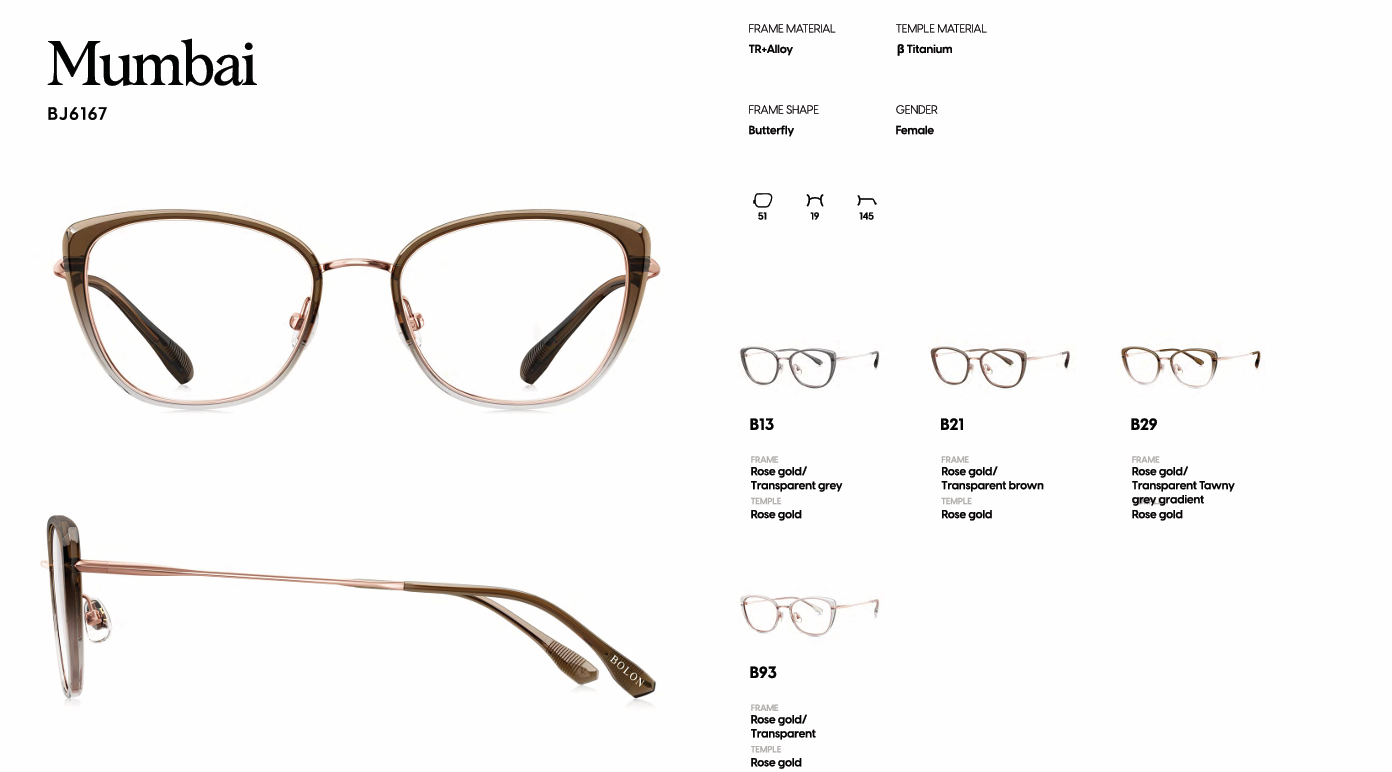 Mumbai
BJ6167
FRAME MATERIAL
TR+Alloy
TEMPLE MATERIAL
β Titanium
FRAME SHAPE
Butterfly
GENDER
Female
51
19
145
BOLON
B13
FRAME
Rose gold/
Transparent grey
TEMPLE
Rose gold
B21
FRAME
Rose gold/
Transparent brown
TEMPLE
Rose gold
B29
FRAME
Rose gold/
Transparent Tawny
grey gradient
Rose gold
B93
FRAME
Rose gold/
Transparent
TEMPLE
Rose gold